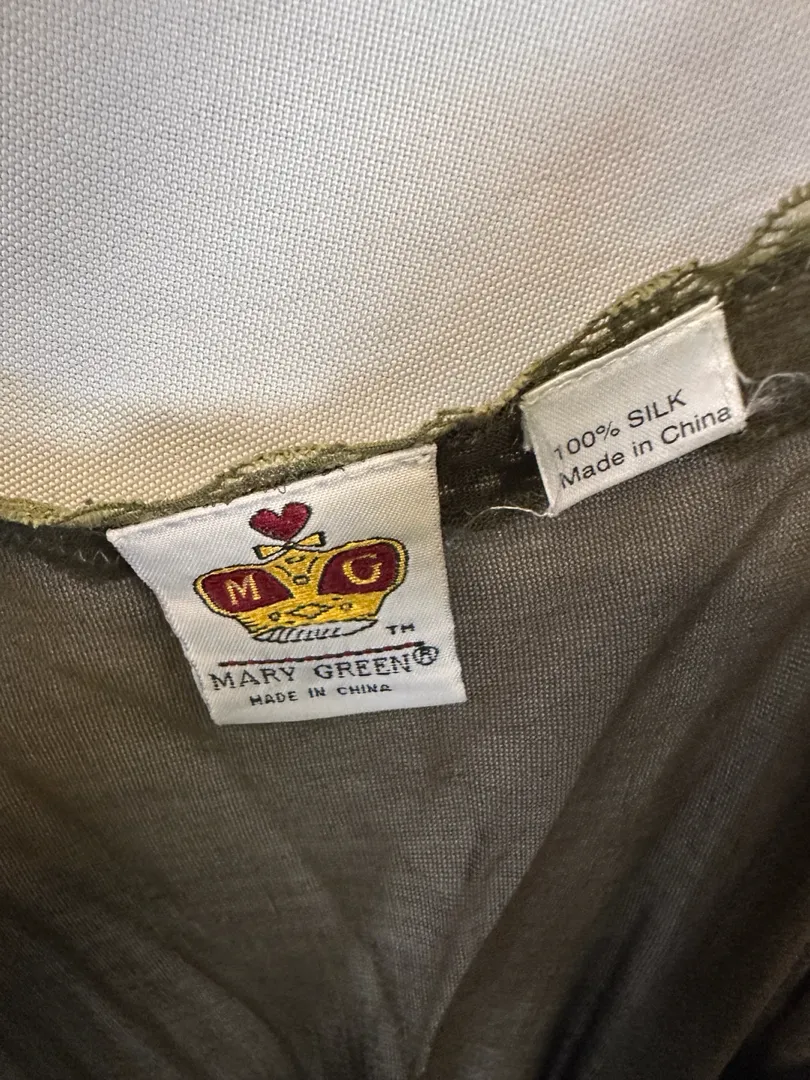 100% SILK
Made in China
M G
TM
MARY GREEN®
MADE IN CHINA